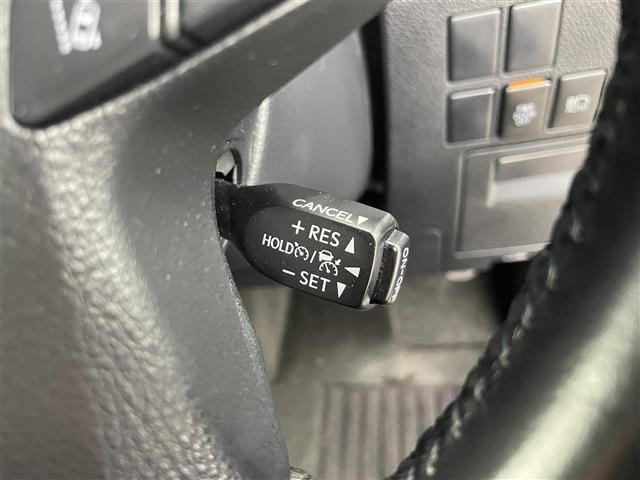 CANCEL▼
+ RES ▲
HOLD /
− SET ▼
ON-OFF